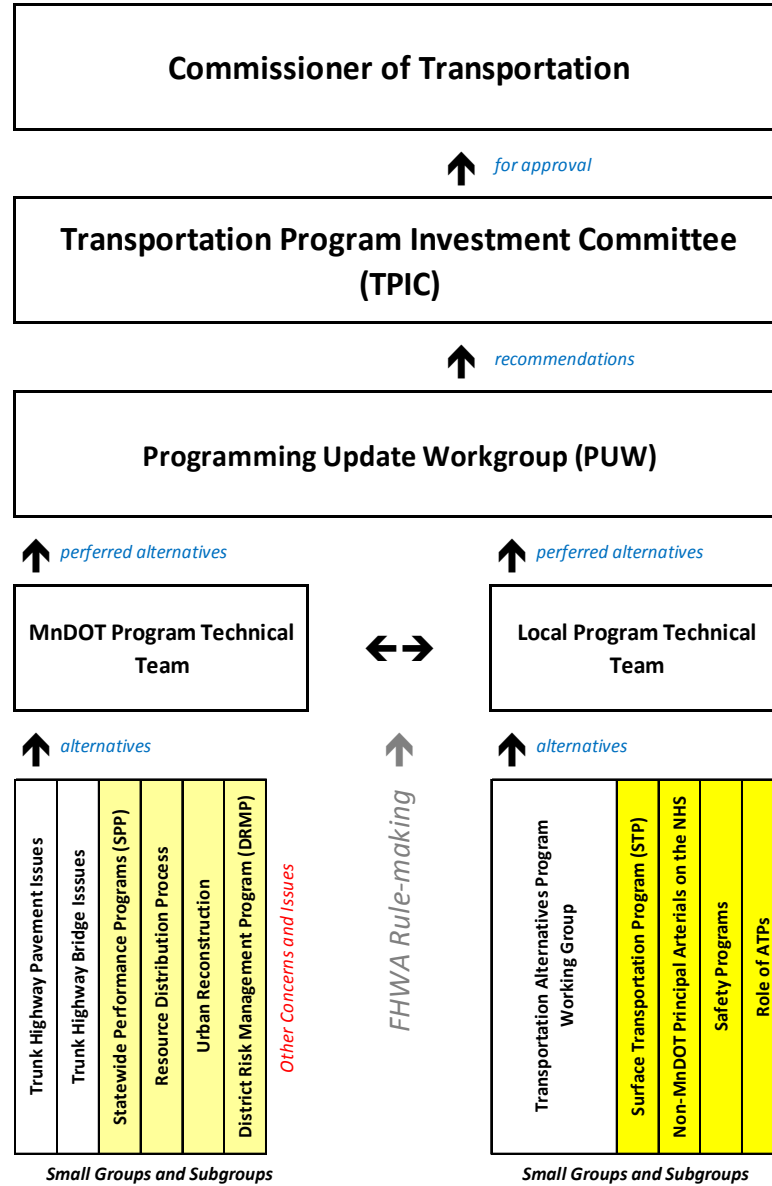 Commissioner of Transportation
for approval
Transportation Program Investment Committee
(TPIC)
recommendations
Programming Update Workgroup (PUW)
perferred alternatives
perferred alternatives
MnDOT Program Technical
Team
Local Program Technical
Team
alternatives
alternatives
Trunk Highway Pavement Issues
Trunk Highway Bridge Isssues
Statewide Performance Programs (SPP)
Resource Distribution Process
Urban Reconstruction
District Risk Management Program (DRMP)
Other Concerns and Issues
FHWA Rule-making
Transportation Alternatives Program
Working Group
Surface Transportation Program (STP)
Non-MnDOT Principal Arterials on the NHS
Safety Programs
Role of ATPs
Small Groups and Subgroups
Small Groups and Subgroups